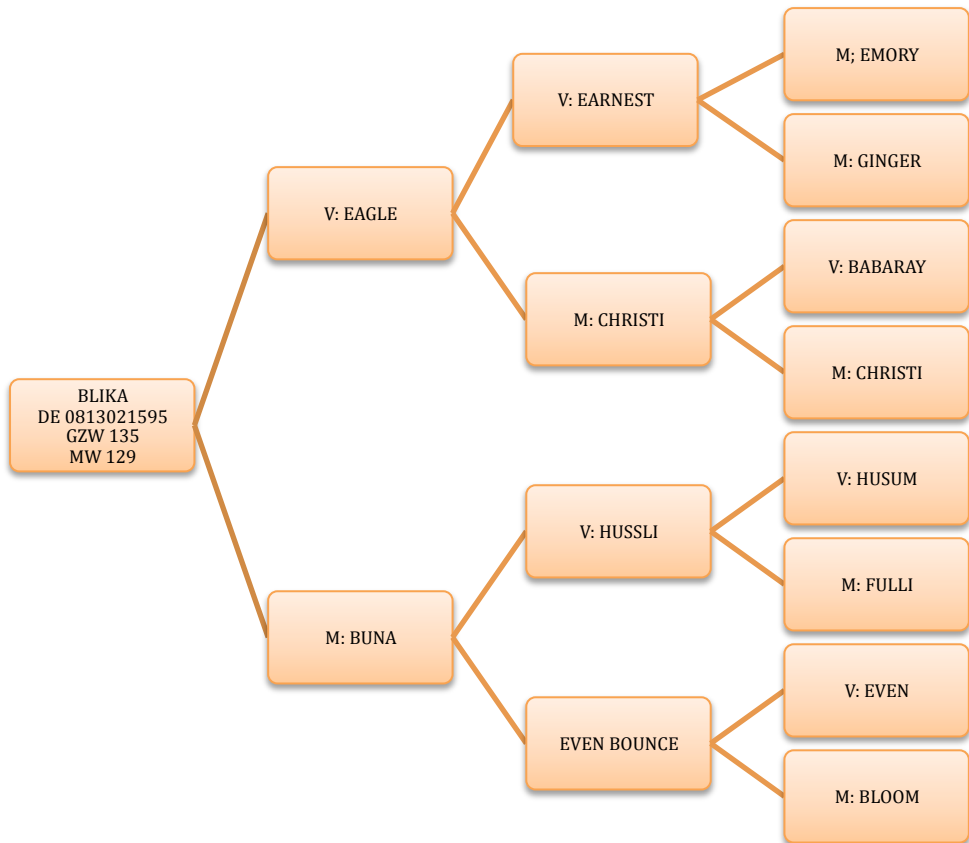 BLIKA
DE 0813021595
GZW 135
MW 129
V: EAGLE
V: EARNEST
M; EMORY
M: GINGER
M: CHRISTI
V: BABARAY
M: CHRISTI
M: BUNA
V: HUSSLI
V: HUSUM
M: FULLI
EVEN BOUNCE
V: EVEN
M: BLOOM